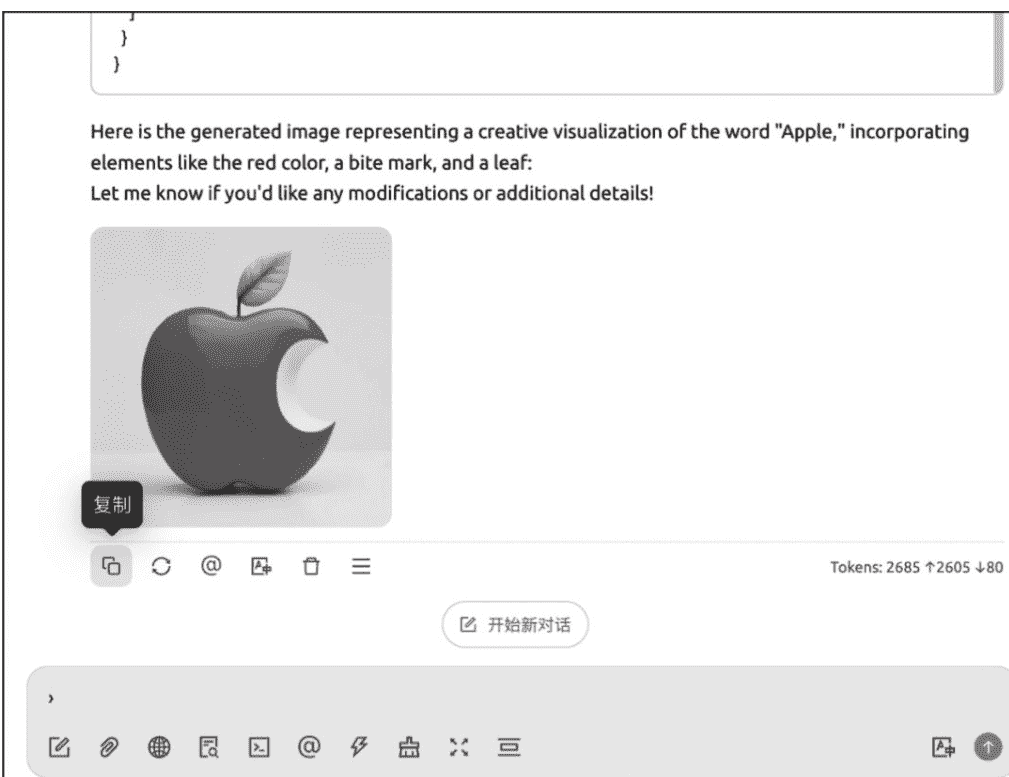 }
}
}
Here is the generated image representing a creative visualization of the word "Apple," incorporating
elements like the red color, a bite mark, and a leaf:
Let me know if you'd like any modifications or additional details!
复制
Tokens: 2685 ↑2605 ↓80
开始新对话
›